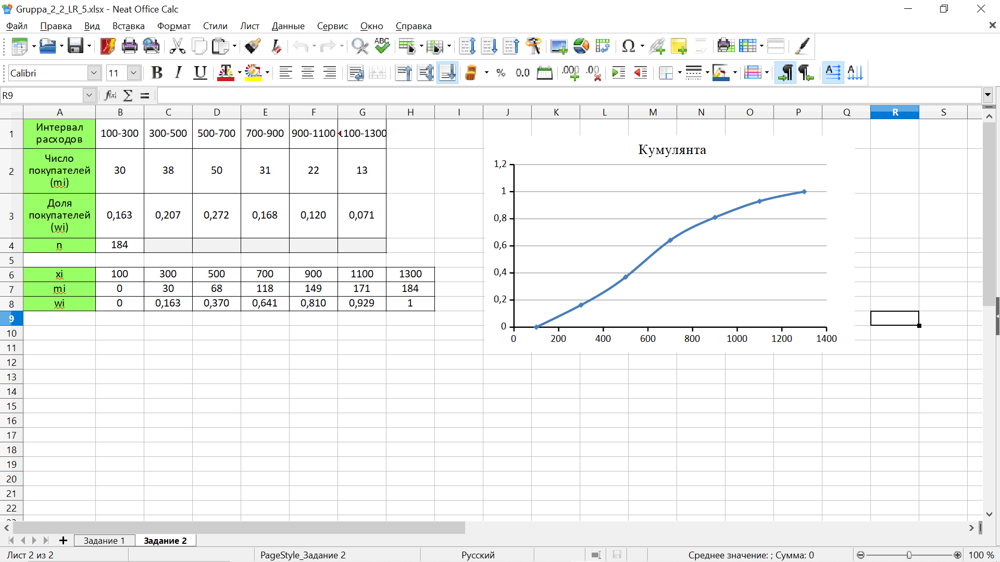 Gruppa_2_2_LR_5.xlsx - Neat Office Calc
Файл Правка Вид Вставка Формат Стили Лист Данные Сервис Окно Справка
Calibri 11
R9
A B C D E F G H I J K L M N O P Q R S
1 Интервал расходов 100-300 300-500 500-700 700-900 900-1100 1100-1300
2 Число покупателей (mi) 30 38 50 31 22 13
3 Доля покупателей (wi) 0,163 0,207 0,272 0,168 0,120 0,071
4 n 184
5
6 xi 100 300 500 700 900 1100 1300
7 mi 0 30 68 118 149 171 184
8 wi 0 0,163 0,370 0,641 0,810 0,929 1
9
10
11
12
13
14
15
16
17
18
19
20
21
22
Кумулянта
1,2
1
0,8
0,6
0,4
0,2
0
0 200 400 600 800 1000 1200 1400
Задание 1 Задание 2
Лист 2 из 2 PageStyle_Задание 2 Русский Среднее значение: ; Сумма: 0 100 %